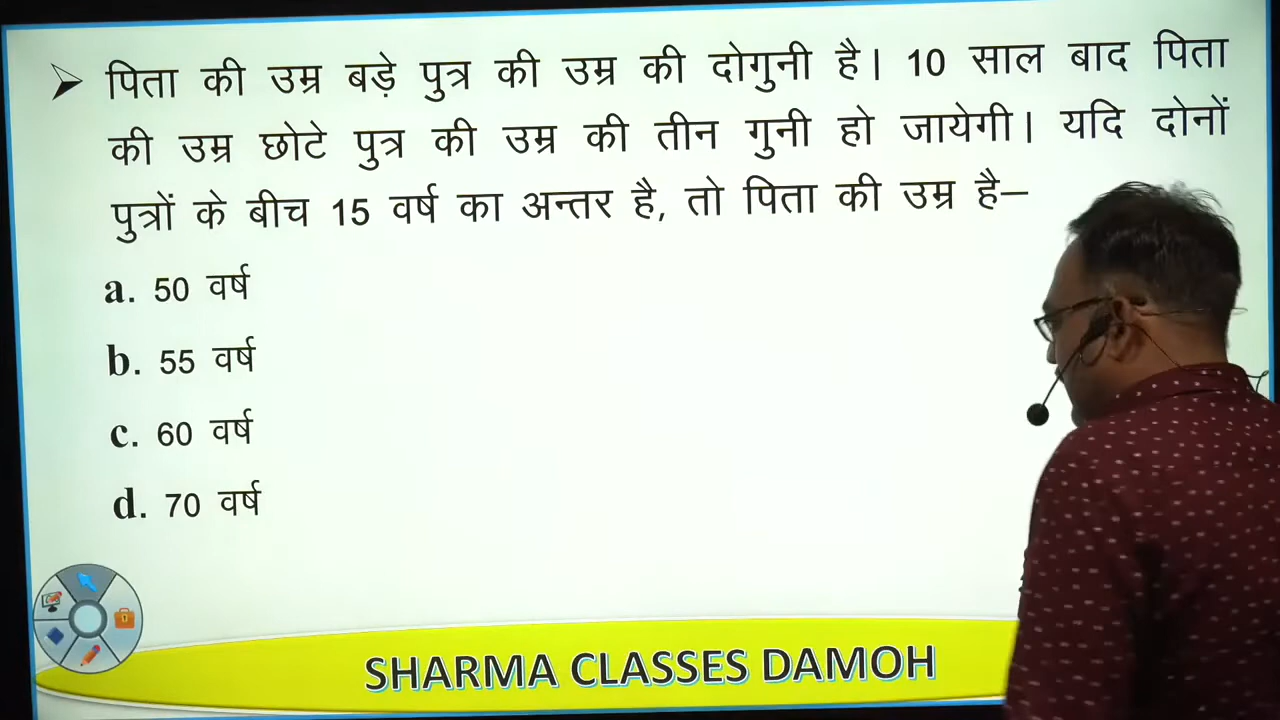 ➢ पिता की उम्र बड़े पुत्र की उम्र की दोगुनी है। 10 साल बाद पिता
की उम्र छोटे पुत्र की उम्र की तीन गुनी हो जायेगी। यदि दोनों
पुत्रों के बीच 15 वर्ष का अन्तर है, तो पिता की उम्र है–
a. 50 वर्ष
b. 55 वर्ष
c. 60 वर्ष
d. 70 वर्ष
SHARMA CLASSES DAMOH